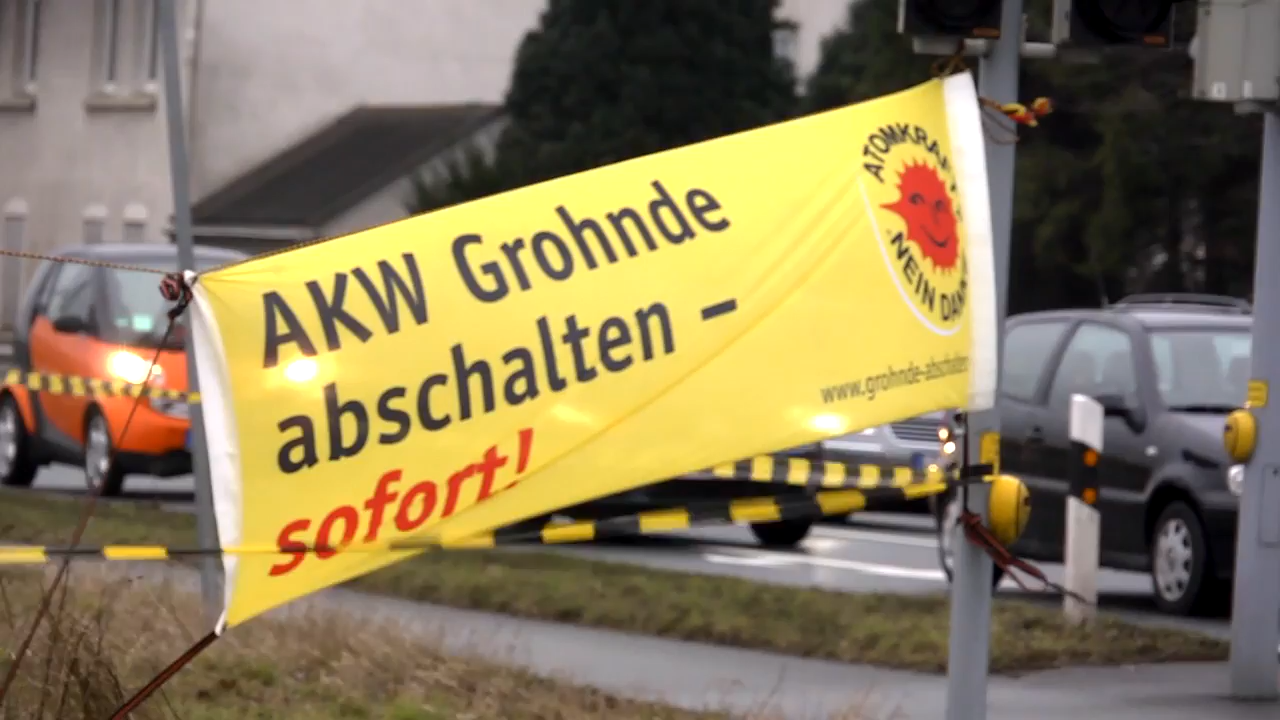 AKW Grohnde
abschalten –
sofort!
ATOMKRAFT?
NEIN DANKE
www.grohnde-abschalten